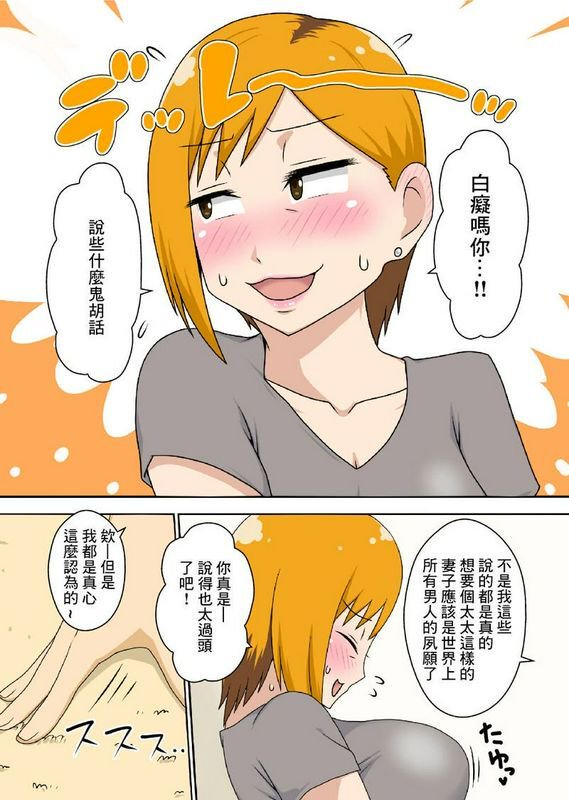 デレーー
白癡嗎你…!!
說些什麼鬼胡話
不是我這些
說的都是真的
想要個太太這樣的
妻子應該是世界上
所有男人的夙願了
たゆっ♥
你真是—
說得也太過頭
了吧！
欸—但是
我都是真心
這麼認為的~
ススス..